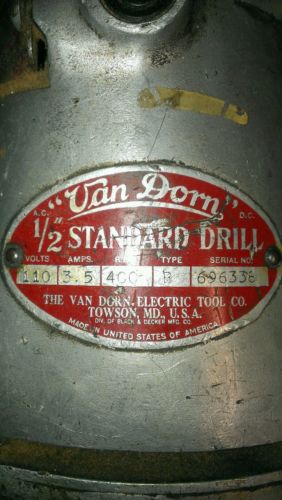 "Van Dorn"
A.C. D.C.
1/2" STANDARD DRILL
VOLTS AMPS. TYPE SERIAL NO.
110 3.5 400 B 696338
THE VAN DORN ELECTRIC TOOL CO.
TOWSON, MD., U.S.A.
DIV. OF BLACK & DECKER MFG. CO.
MADE IN UNITED STATES OF AMERICA